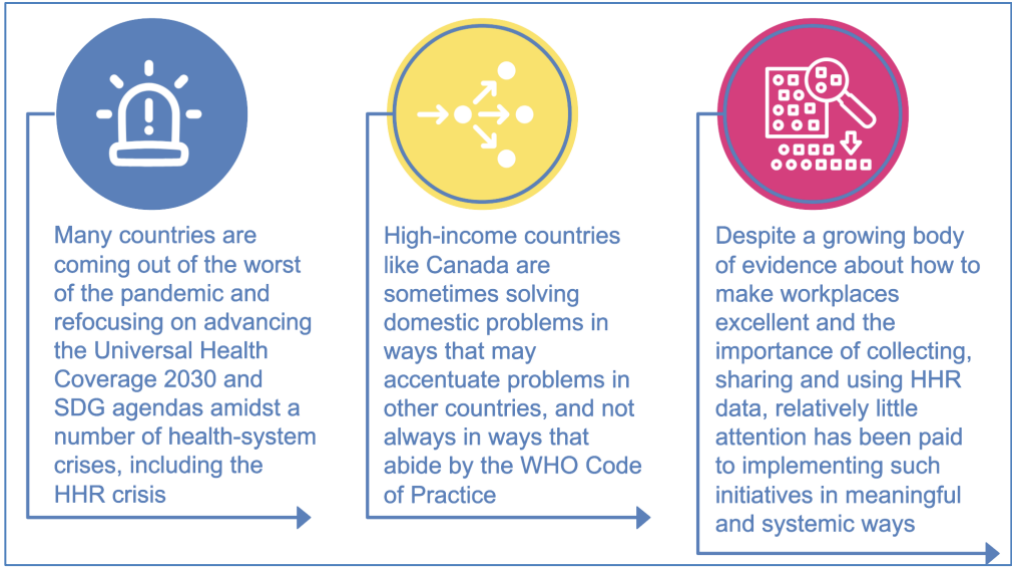 Many countries are
coming out of the worst
of the pandemic and
refocusing on advancing
the Universal Health
Coverage 2030 and
SDG agendas amidst a
number of health-system
crises, including the
HHR crisis
High-income countries
like Canada are
sometimes solving
domestic problems in
ways that may
accentuate problems in
other countries, and not
always in ways that
abide by the WHO Code
of Practice
Despite a growing body
of evidence about how to
make workplaces
excellent and the
importance of collecting,
sharing and using HHR
data, relatively little
attention has been paid
to implementing such
initiatives in meaningful
and systemic ways